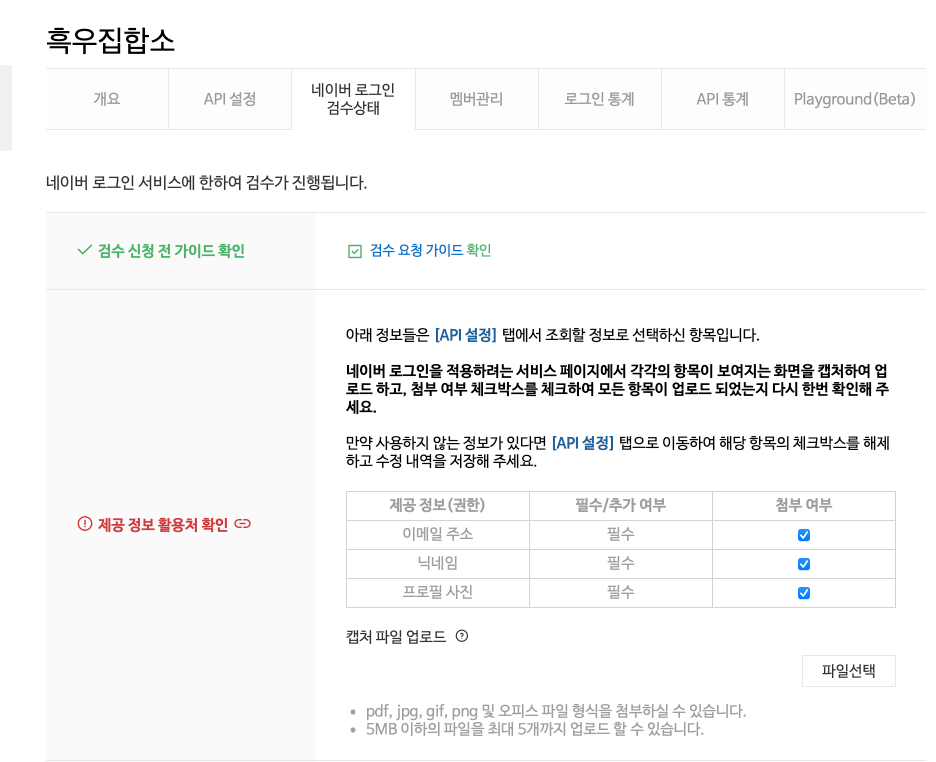 흑우집합소
개요
API 설정
네이버 로그인
검수상태
멤버관리
로그인 통계
API 통계
Playground(Beta)
네이버 로그인 서비스에 한하여 검수가 진행됩니다.
검수 신청 전 가이드 확인
검수 요청 가이드 확인
아래 정보들은 [API 설정] 탭에서 조회할 정보로 선택하신 항목입니다.
네이버 로그인을 적용하려는 서비스 페이지에서 각각의 항목이 보여지는 화면을 캡처하여 업
로드 하고, 첨부 여부 체크박스를 체크하여 모든 항목이 업로드 되었는지 다시 한번 확인해 주
세요.
만약 사용하지 않는 정보가 있다면 [API 설정] 탭으로 이동하여 해당 항목의 체크박스를 해제
하고 수정 내역을 저장해 주세요.
제공 정보 활용처 확인
제공 정보(권한) 필수/추가 여부 첨부 여부
이메일 주소 필수
닉네임 필수
프로필 사진 필수
캡처 파일 업로드
파일선택
pdf, jpg, gif, png 및 오피스 파일 형식을 첨부하실 수 있습니다.
5MB 이하의 파일을 최대 5개까지 업로드 할 수 있습니다.